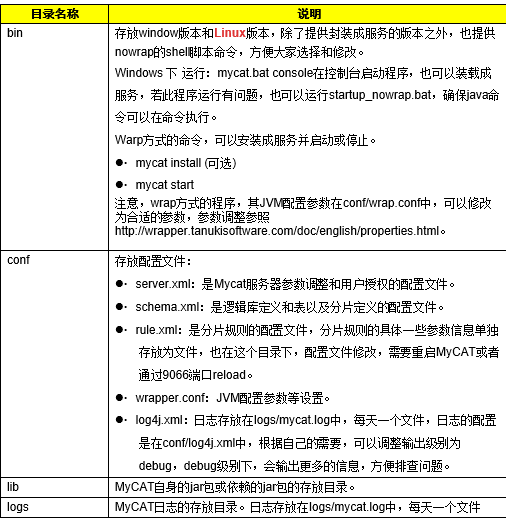 目录名称 说明
bin 存放window版本和Linux版本，除了提供封装成服务的版本之外，也提供
nowrap的shell脚本命令，方便大家选择和修改。
Windows 下 运行：mycat.bat console在控制台启动程序，也可以装载成
服务，若此程序运行有问题，也可以运行startup_nowrap.bat，确保java命
令可以在命令执行。
Warp方式的命令，可以安装成服务并启动或停止。
●· mycat install (可选)
●· mycat start
注意，wrap方式的程序，其JVM配置参数在conf/wrap.conf中，可以修改
为合适的参数，参数调整参照
http://wrapper.tanukisoftware.com/doc/english/properties.html。
conf 存放配置文件：
●· server.xml：是Mycat服务器参数调整和用户授权的配置文件。
●· schema.xml：是逻辑库定义和表以及分片定义的配置文件。
●· rule.xml：是分片规则的配置文件，分片规则的具体一些参数信息单独
存放为文件，也在这个目录下，配置文件修改，需要重启MyCAT或者
通过9066端口reload。
●· wrapper.conf：JVM配置参数等设置。
●· log4j.xml：日志存放在logs/mycat.log中，每天一个文件，日志的配置
是在conf/log4j.xml中，根据自己的需要，可以调整输出级别为
debug，debug级别下，会输出更多的信息，方便排查问题。
lib MyCAT自身的jar包或依赖的jar包的存放目录。
logs MyCAT日志的存放目录。日志存放在logs/mycat.log中，每天一个文件